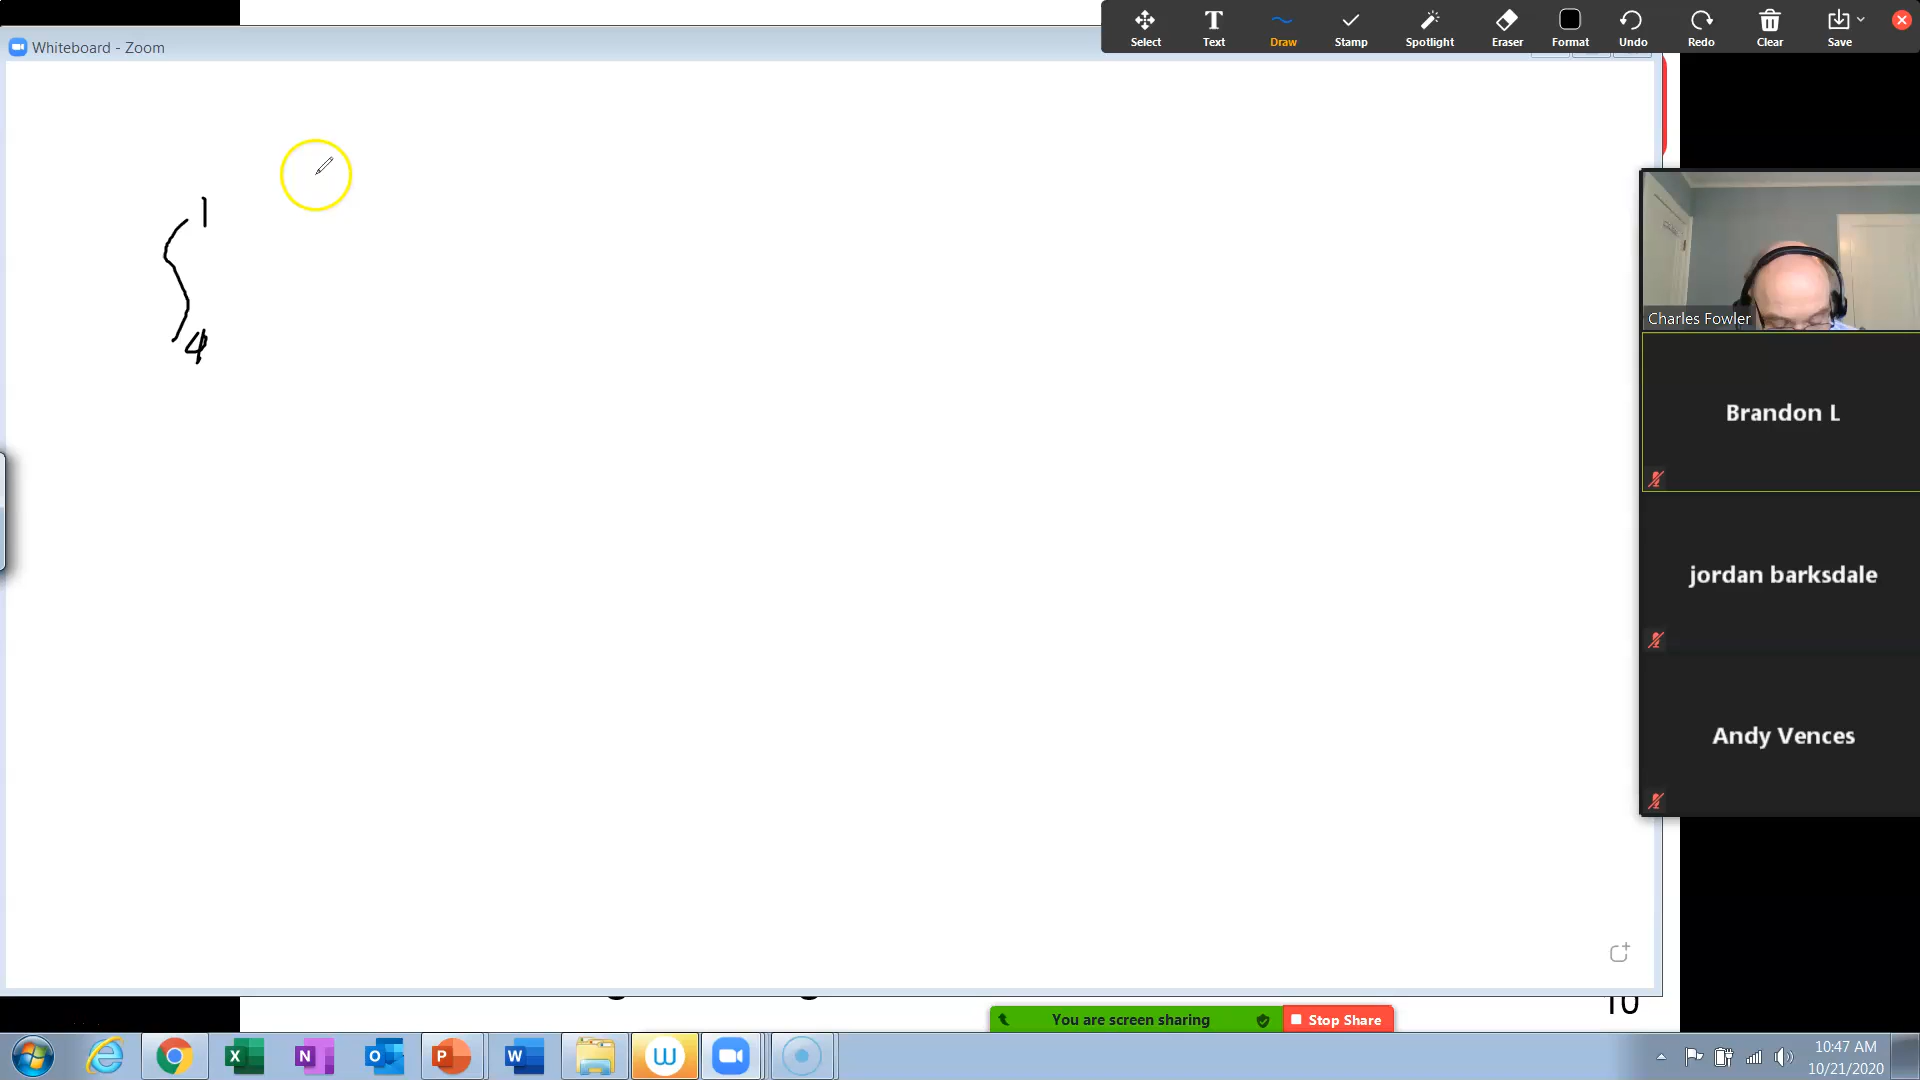 Select Text Draw Stamp Spotlight Eraser Format Undo Redo Clear Save
Whiteboard - Zoom
1
4
Charles Fowler
Brandon L
jordan barksdale
Andy Vences
10
You are screen sharing Stop Share
10:47 AM
10/21/2020